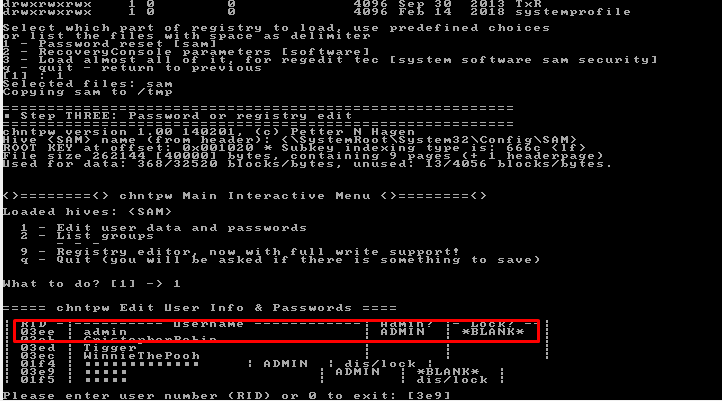 drwxrwxrwx 1 0 0 4096 Sep 30 2013 TxR
drwxrwxrwx 1 0 0 4096 Feb 14 2018 systemprofile
Select which part of registry to load, use predefined choices
or list the files with space as delimiter
1 - Password reset [sam]
2 - RecoveryConsole parameters [software]
3 - Load almost all of it, for regedit tec [system software sam security]
q - quit - return to previous
[1] : 1
Selected files: sam
Copying sam to /tmp
=========================================================
▪ Step THREE: Password or registry edit
=========================================================
chntpw version 1.00 140201, (c) Petter N Hagen
Hive <SAM> name (from header): <\SystemRoot\System32\Config\SAM>
ROOT KEY at offset: 0x001020 * Subkey indexing type is: 666c <lf>
File size 262144 [40000] bytes, containing 9 pages (+ 1 headerpage)
Used for data: 368/32520 blocks/bytes, unused: 13/4056 blocks/bytes.
<>========<> chntpw Main Interactive Menu <>========<>
Loaded hives: <SAM>
1 - Edit user data and passwords
2 - List groups
- - -
9 - Registry editor, now with full write support!
q - Quit (you will be asked if there is something to save)
What to do? [1] -> 1
===== chntpw Edit User Info & Passwords ====
| RID -|---------- Username ------------| Admin? |- Lock? --|
| 03ee | admin | ADMIN | *BLANK* |
| 03eb | CristopherRobin | | |
| 03ed | Tigger | | |
| 03ec | WinnieThePooh | | |
| 01f4 | ▪▪▪▪▪▪▪▪▪▪▪▪▪ | ADMIN | dis/lock |
| 03e9 | ▪▪▪▪▪ | ADMIN | *BLANK* |
| 01f5 | ▪▪▪▪▪ | | dis/lock |
Please enter user number (RID) or 0 to exit: [3e9]